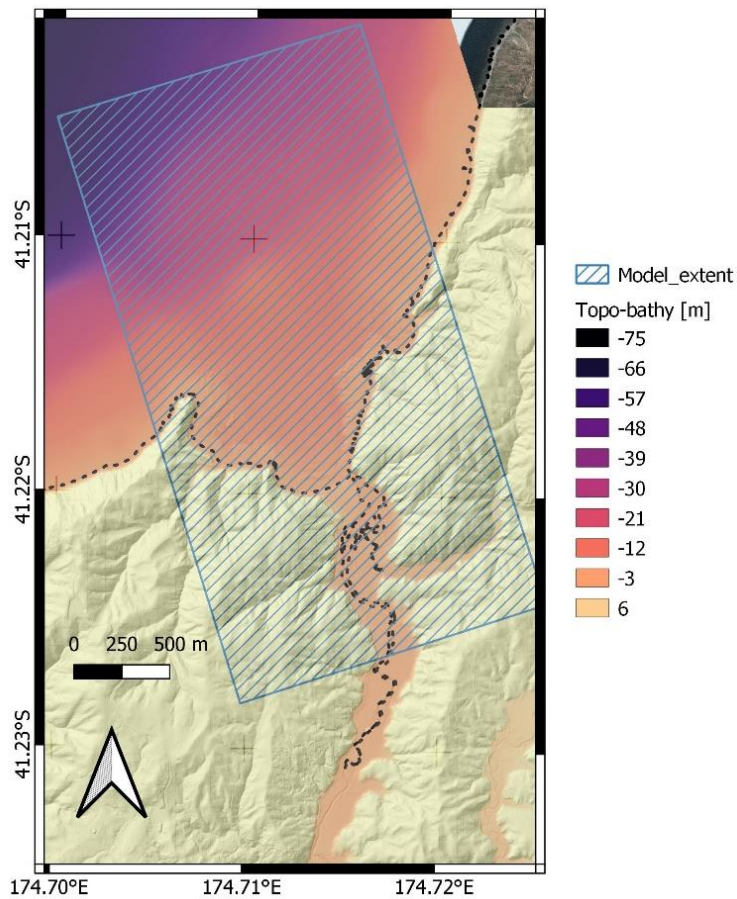 41.21°S
41.22°S
41.23°S
0 250 500 m
174.70°E 174.71°E 174.72°E
Model_extent
Topo-bathy [m]
-75
-66
-57
-48
-39
-30
-21
-12
-3
6